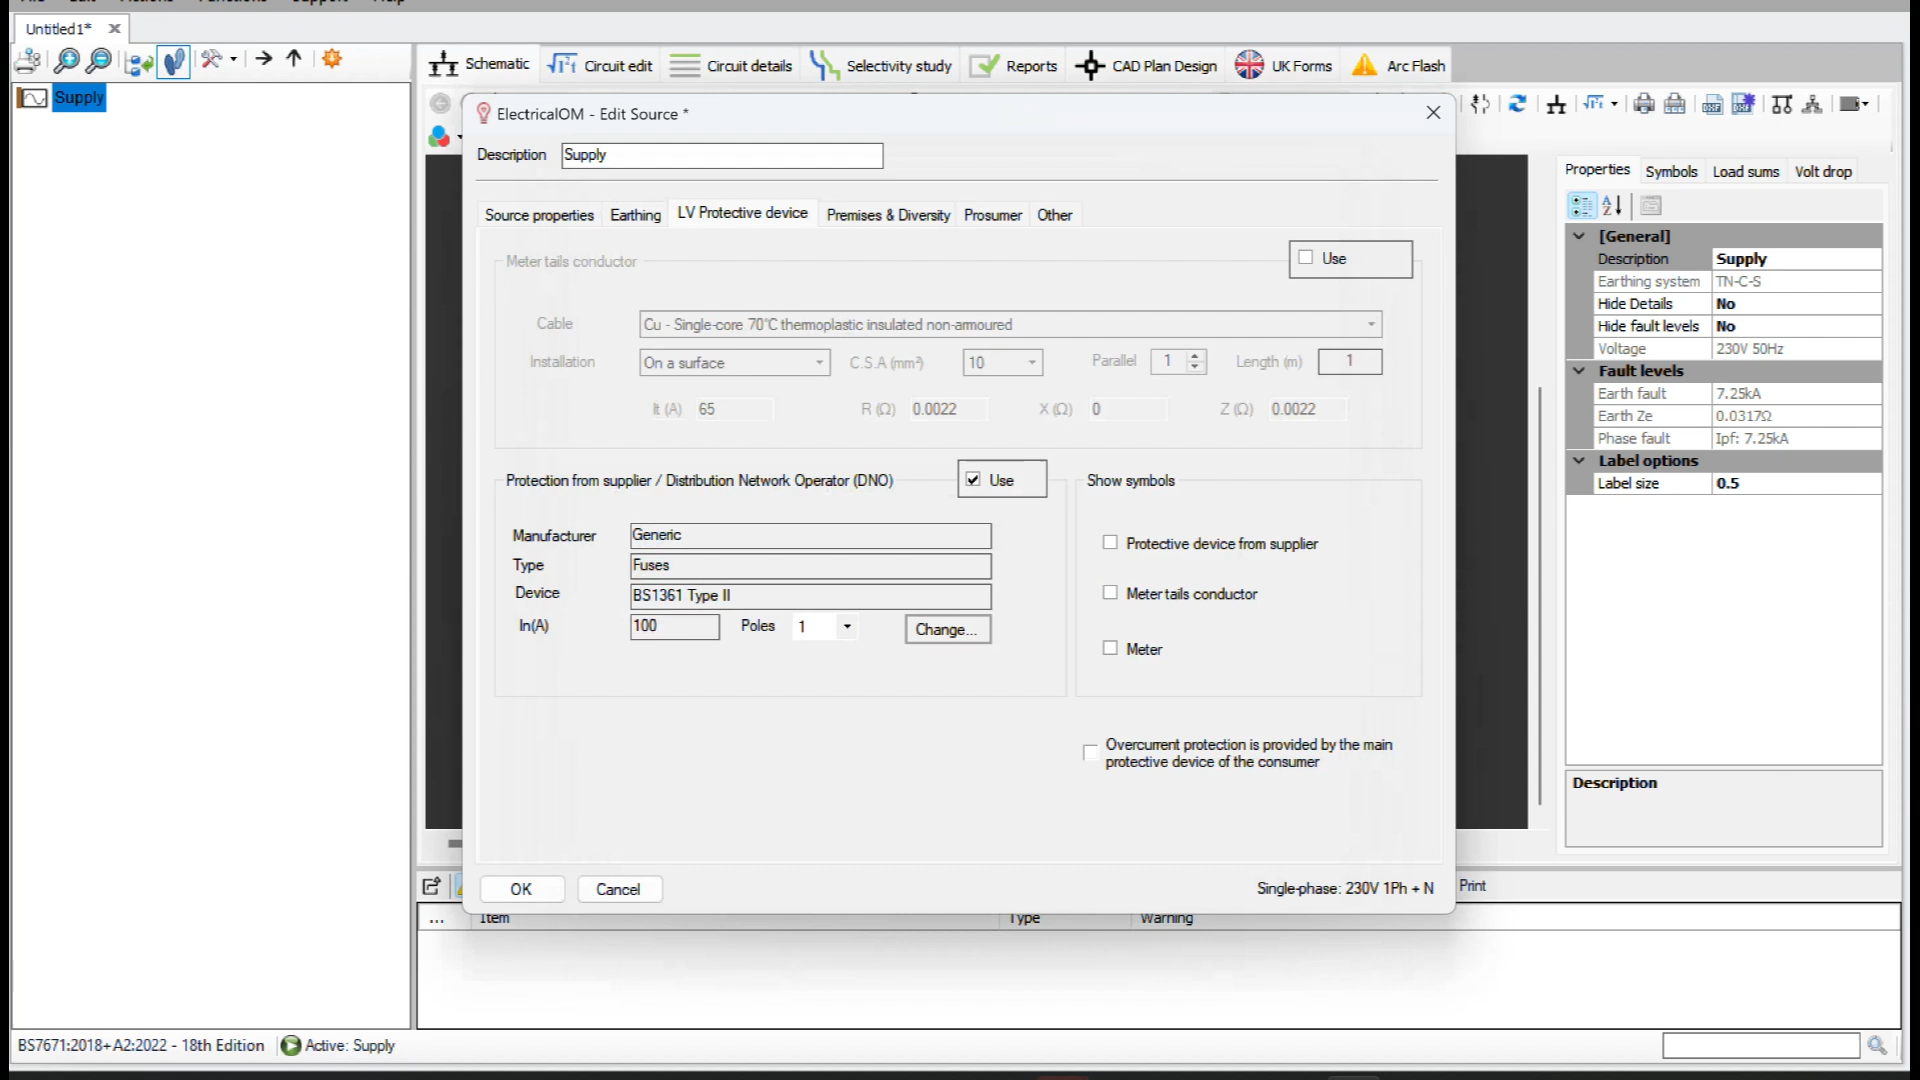 Untitled1*
Supply
Schematic
Circuit edit
Circuit details
Selectivity study
Reports
CAD Plan Design
UK Forms
Arc Flash
ElectricalOM - Edit Source *
Description
Supply
Source properties
Earthing
LV Protective device
Premises & Diversity
Prosumer
Other
Meter tails conductor
Use
Cable
Cu - Single-core 70°C thermoplastic insulated non-armoured
Installation
On a surface
C.S.A (mm²)
10
Parallel
1
Length (m)
1
It (A)
65
R (Ω)
0.0022
X (Ω)
0
Z (Ω)
0.0022
Protection from supplier / Distribution Network Operator (DNO)
Use
Manufacturer
Generic
Type
Fuses
Device
BS1361 Type II
In(A)
100
Poles
1
Change...
Show symbols
Protective device from supplier
Meter tails conductor
Meter
Overcurrent protection is provided by the main
protective device of the consumer
OK
Cancel
Single-phase: 230V 1Ph + N
Properties
Symbols
Load sums
Volt drop
[General]
Description Supply
Earthing system TN-C-S
Hide Details No
Hide fault levels No
Voltage 230V 50Hz
Fault levels
Earth fault 7.25kA
Earth Ze 0.0317Ω
Phase fault Ipf: 7.25kA
Label options
Label size 0.5
Description
Print
...
Item
Type
Warning
BS7671:2018+A2:2022 - 18th Edition
Active: Supply